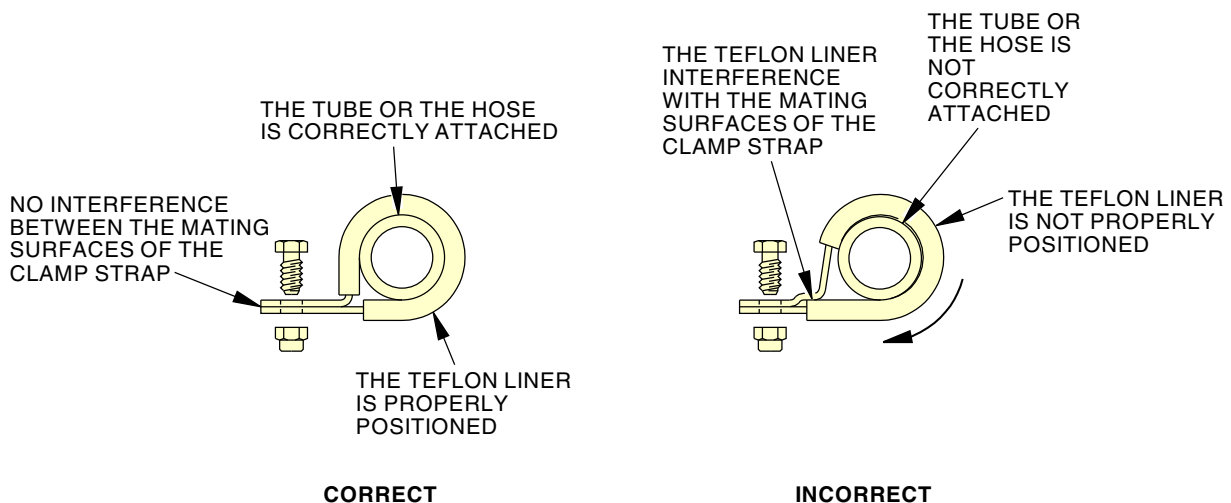 THE TUBE OR THE HOSE
IS CORRECTLY ATTACHED
NO INTERFERENCE
BETWEEN THE MATING
SURFACES OF THE
CLAMP STRAP
THE TEFLON LINER
IS PROPERLY
POSITIONED
CORRECT
THE TEFLON LINER
INTERFERENCE
WITH THE MATING
SURFACES OF THE
CLAMP STRAP
THE TUBE OR
THE HOSE IS
NOT
CORRECTLY
ATTACHED
THE TEFLON LINER
IS NOT PROPERLY
POSITIONED
INCORRECT